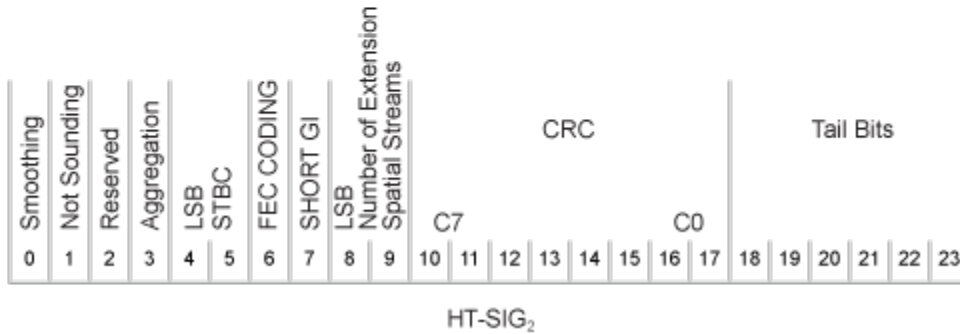 Smoothing
Not Sounding
Reserved
Aggregation
LSB
STBC
FEC CODING
SHORT GI
LSB
Number of Extension
Spatial Streams
CRC
Tail Bits
C7 C0
0 1 2 3 4 5 6 7 8 9 10 11 12 13 14 15 16 17 18 19 20 21 22 23
HT-SIG₂